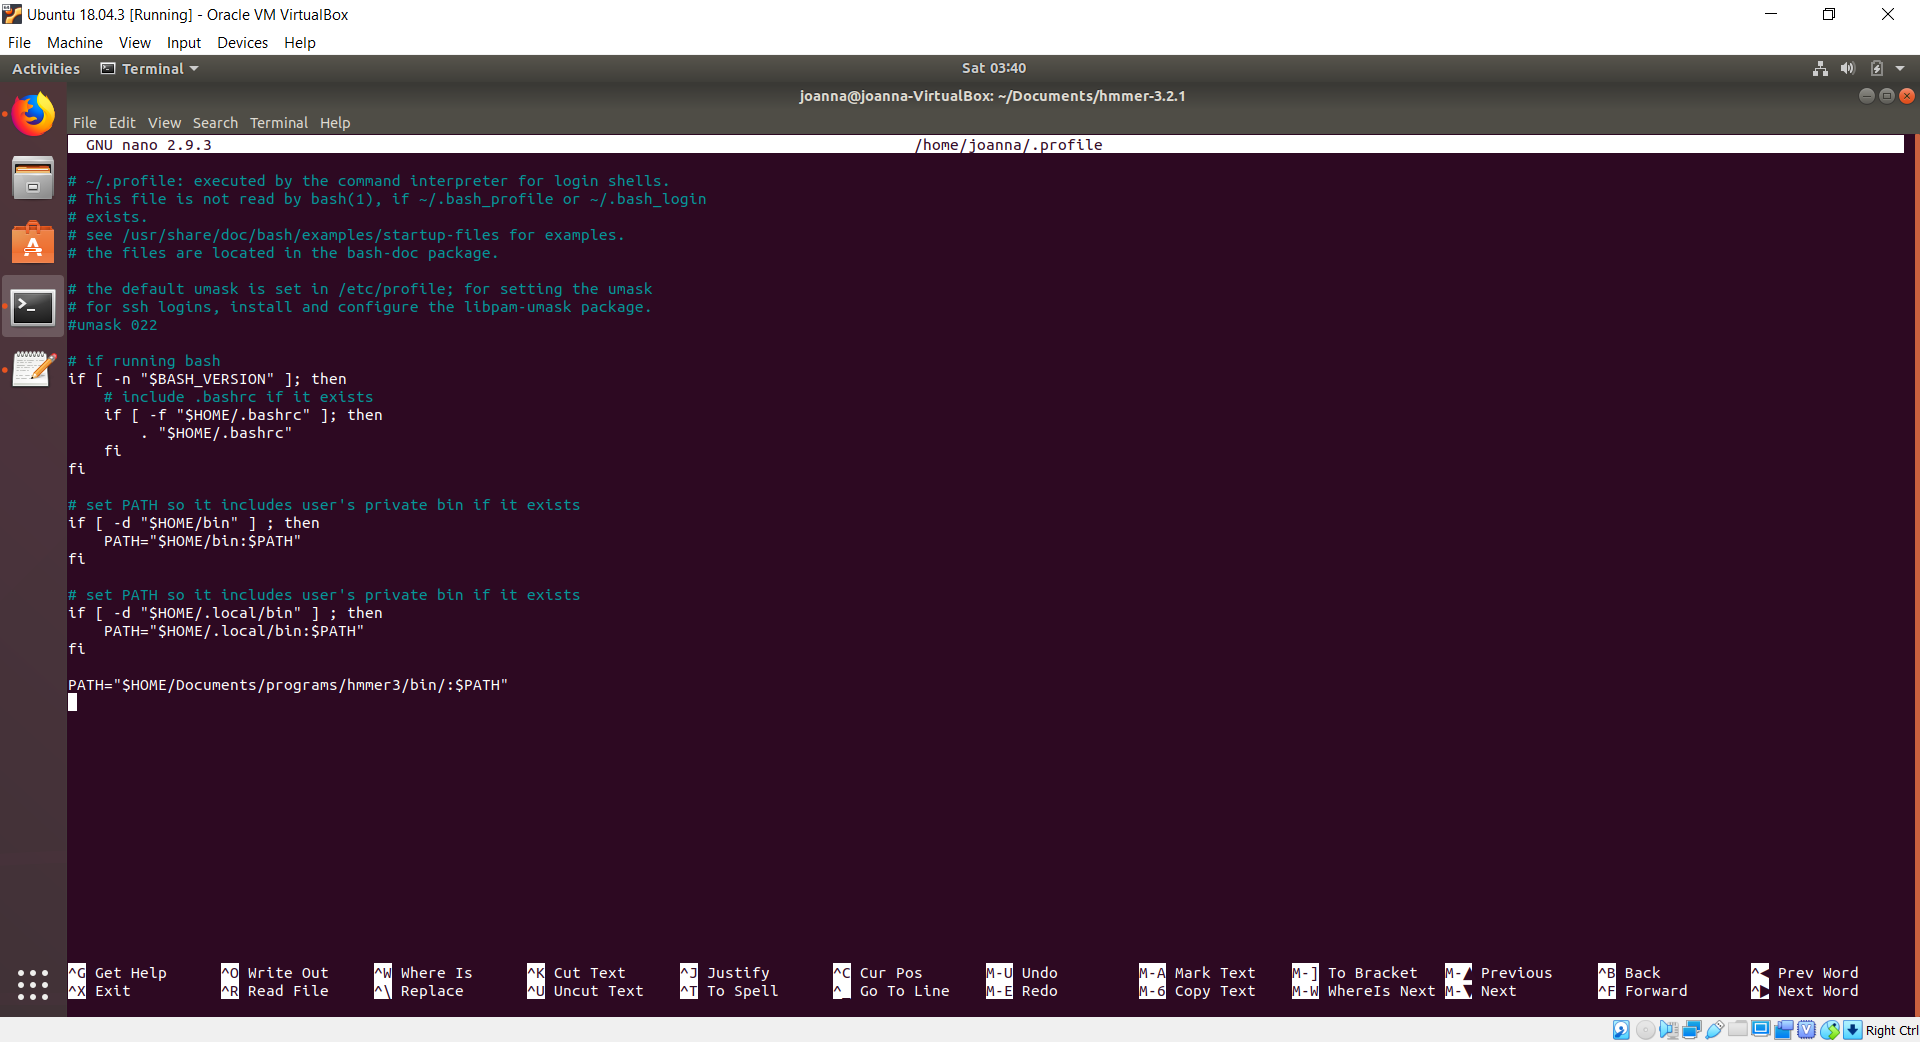 Ubuntu 18.04.3 [Running] - Oracle VM VirtualBox
File Machine View Input Devices Help
Activities Terminal Sat 03:40
joanna@joanna-VirtualBox: ~/Documents/hmmer-3.2.1
File Edit View Search Terminal Help
GNU nano 2.9.3 /home/joanna/.profile
# ~/.profile: executed by the command interpreter for login shells.
# This file is not read by bash(1), if ~/.bash_profile or ~/.bash_login
# exists.
# see /usr/share/doc/bash/examples/startup-files for examples.
# the files are located in the bash-doc package.
# the default umask is set in /etc/profile; for setting the umask
# for ssh logins, install and configure the libpam-umask package.
#umask 022
# if running bash
if [ -n "$BASH_VERSION" ]; then
    # include .bashrc if it exists
    if [ -f "$HOME/.bashrc" ]; then
        . "$HOME/.bashrc"
    fi
fi
# set PATH so it includes user's private bin if it exists
if [ -d "$HOME/bin" ] ; then
    PATH="$HOME/bin:$PATH"
fi
# set PATH so it includes user's private bin if it exists
if [ -d "$HOME/.local/bin" ] ; then
    PATH="$HOME/.local/bin:$PATH"
fi
PATH="$HOME/Documents/programs/hmmer3/bin/:$PATH"
^G Get Help ^O Write Out ^W Where Is ^K Cut Text ^J Justify ^C Cur Pos M-U Undo M-A Mark Text M-] To Bracket M-▲ Previous ^B Back ^◀ Prev Word
^X Exit ^R Read File ^\ Replace ^U Uncut Text ^T To Spell ^_ Go To Line M-E Redo M-6 Copy Text M-W WhereIs Next M-▼ Next ^F Forward ^▶ Next Word
Right Ctrl